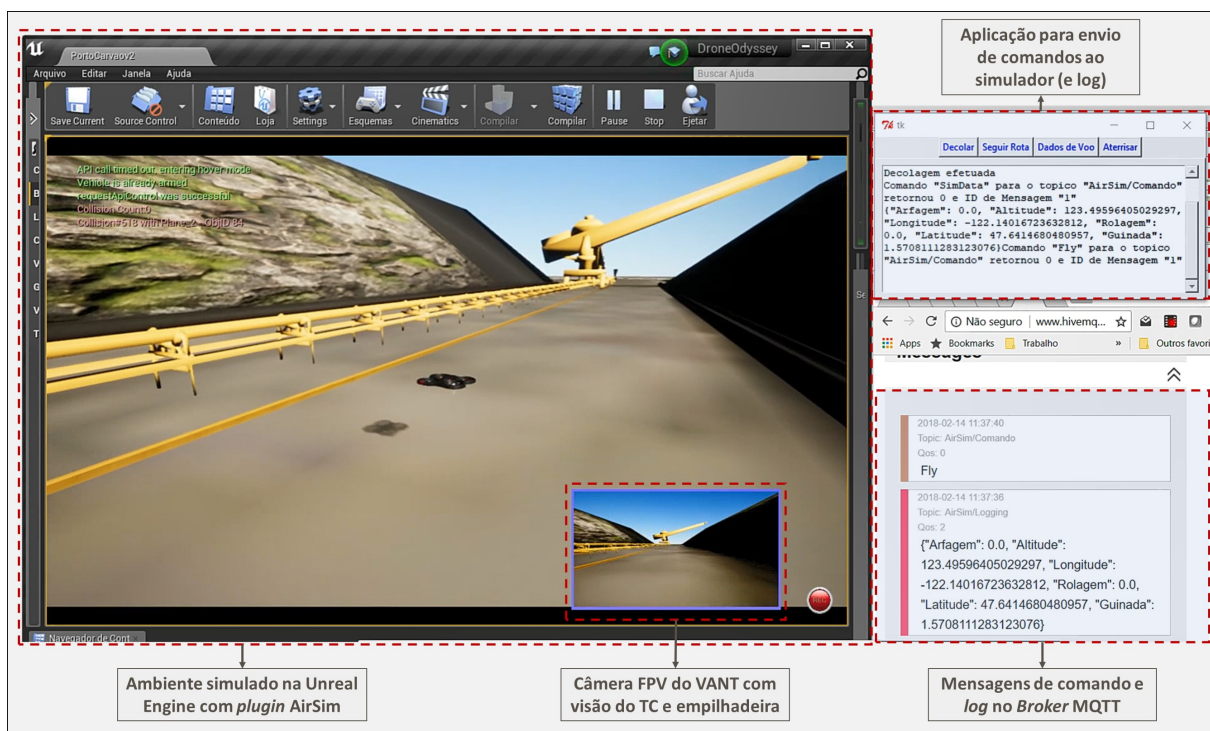 PortoCarvaov2
DroneOdyssey
Arquivo Editar Janela Ajuda
Buscar Ajuda
Save Current Source Control Conteúdo Loja Settings Esquemas Cinematics Compilar Compilar Pause Stop Ejetar
API call timed out, entering hover mode
Vehicle is already armed
requestApiControl was successful
Collision Count:0
Collision#518 with Plane_2 - ObjID 84
C
B
L
C
V
G
V
T
Se
REC
Navegador de Cont
Aplicação para envio
de comandos ao
simulador (e log)
tk
Decolar Seguir Rota Dados de Voo Aterrisar
Decolagem efetuada
Comando "SimData" para o topico "AirSim/Comando"
retornou 0 e ID de Mensagem "1"
{"Arfagem": 0.0, "Altitude": 123.49596405029297,
"Longitude": -122.14016723632812, "Rolagem":
0.0, "Latitude": 47.6414680480957, "Guinada":
1.5708111283123076}Comando "Fly" para o topico
"AirSim/Comando" retornou 0 e ID de Mensagem "1"
Não seguro | www.hivemq...
Apps Bookmarks Trabalho » Outros favori
Messages
2018-02-14 11:37:40
Topic: AirSim/Comando
Qos: 0
Fly
2018-02-14 11:37:36
Topic: AirSim/Logging
Qos: 2
{"Arfagem": 0.0, "Altitude":
123.49596405029297, "Longitude":
-122.14016723632812, "Rolagem": 0.0,
"Latitude": 47.6414680480957, "Guinada":
1.5708111283123076}
Ambiente simulado na Unreal
Engine com plugin AirSim
Câmera FPV do VANT com
visão do TC e empilhadeira
Mensagens de comando e
log no Broker MQTT